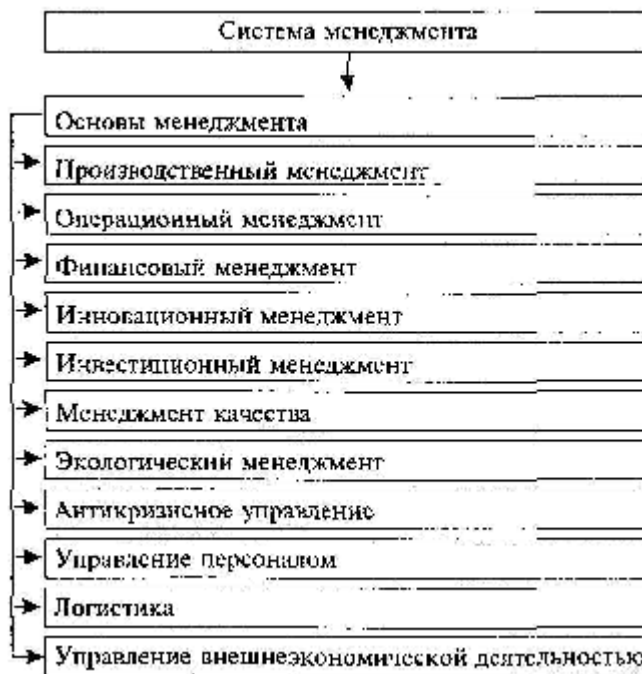 Система менеджмента
Основы менеджмента
Производственный менеджмент
Операционный менеджмент
Финансовый менеджмент
Инновационный менеджмент
Инвестиционный менеджмент
Менеджмент качества
Экологический менеджмент
Антикризисное управление
Управление персоналом
Логистика
Управление внешнеэкономической деятельностью